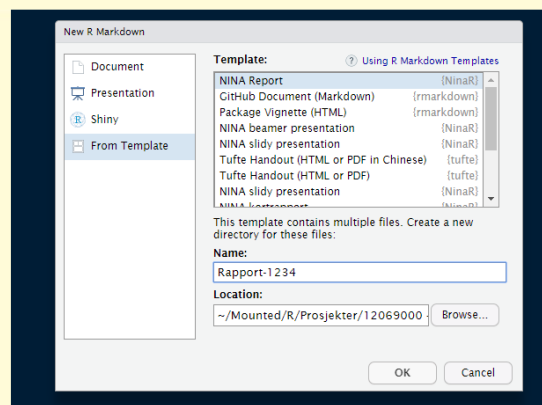 New R Markdown
Document
Presentation
Shiny
From Template
Template:
Using R Markdown Templates
NINA Report {NinaR}
GitHub Document (Markdown) {rmarkdown}
Package Vignette (HTML) {rmarkdown}
NINA beamer presentation {NinaR}
NINA slidy presentation {NinaR}
Tufte Handout (HTML or PDF in Chinese) {tufte}
Tufte Handout (HTML or PDF) {tufte}
NINA slidy presentation {NinaR}
NINA kortrapport {NinaR}
This template contains multiple files. Create a new
directory for these files:
Name:
Rapport-1234
Location:
~/Mounted/R/Prosjekter/12069000 - Browse...
OK Cancel